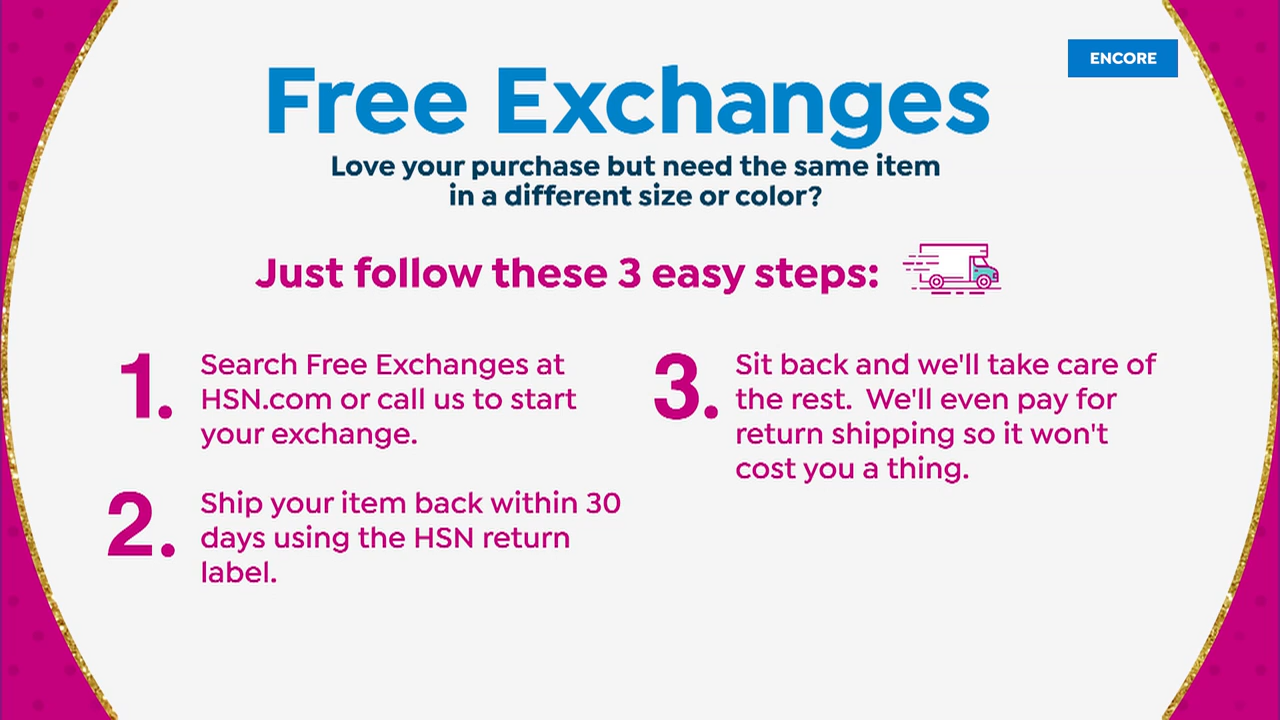 ENCORE
Free Exchanges
Love your purchase but need the same item
in a different size or color?
Just follow these 3 easy steps:
1. Search Free Exchanges at
HSN.com or call us to start
your exchange.
2. Ship your item back within 30
days using the HSN return
label.
3. Sit back and we'll take care of
the rest.  We'll even pay for
return shipping so it won't
cost you a thing.